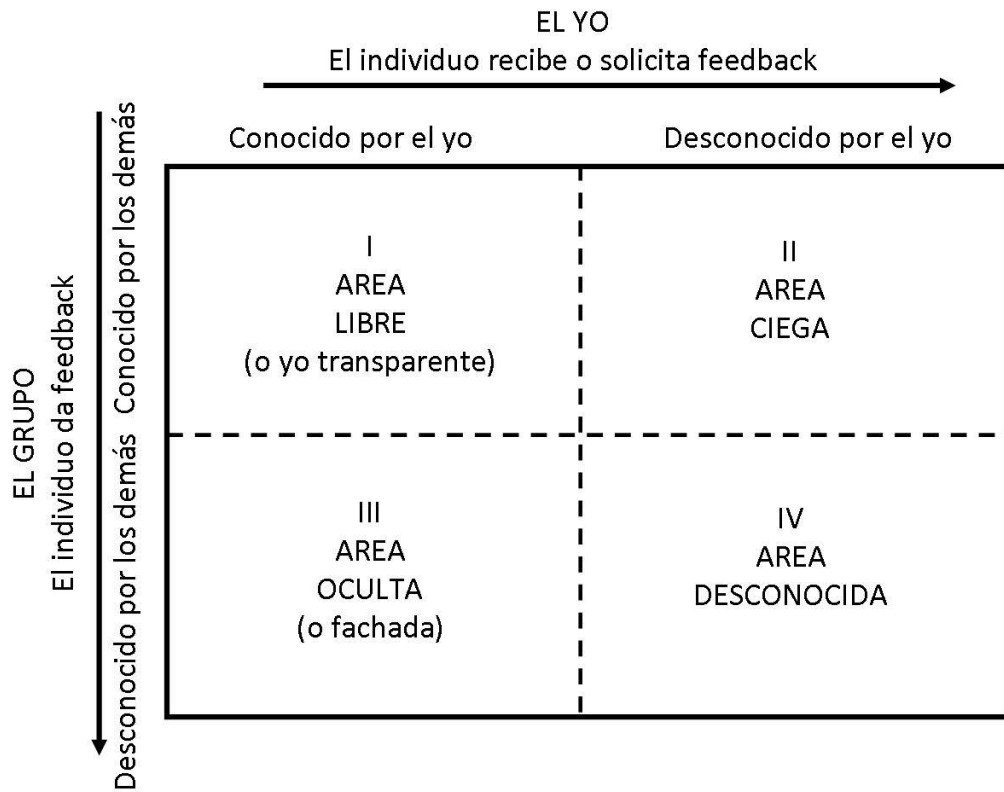 EL YO
El individuo recibe o solicita feedback
Conocido por el yo
Desconocido por el yo
EL GRUPO
El individuo da feedback
Conocido por los demás
Desconocido por los demás
I
AREA
LIBRE
(o yo transparente)
II
AREA
CIEGA
III
AREA
OCULTA
(o fachada)
IV
AREA
DESCONOCIDA